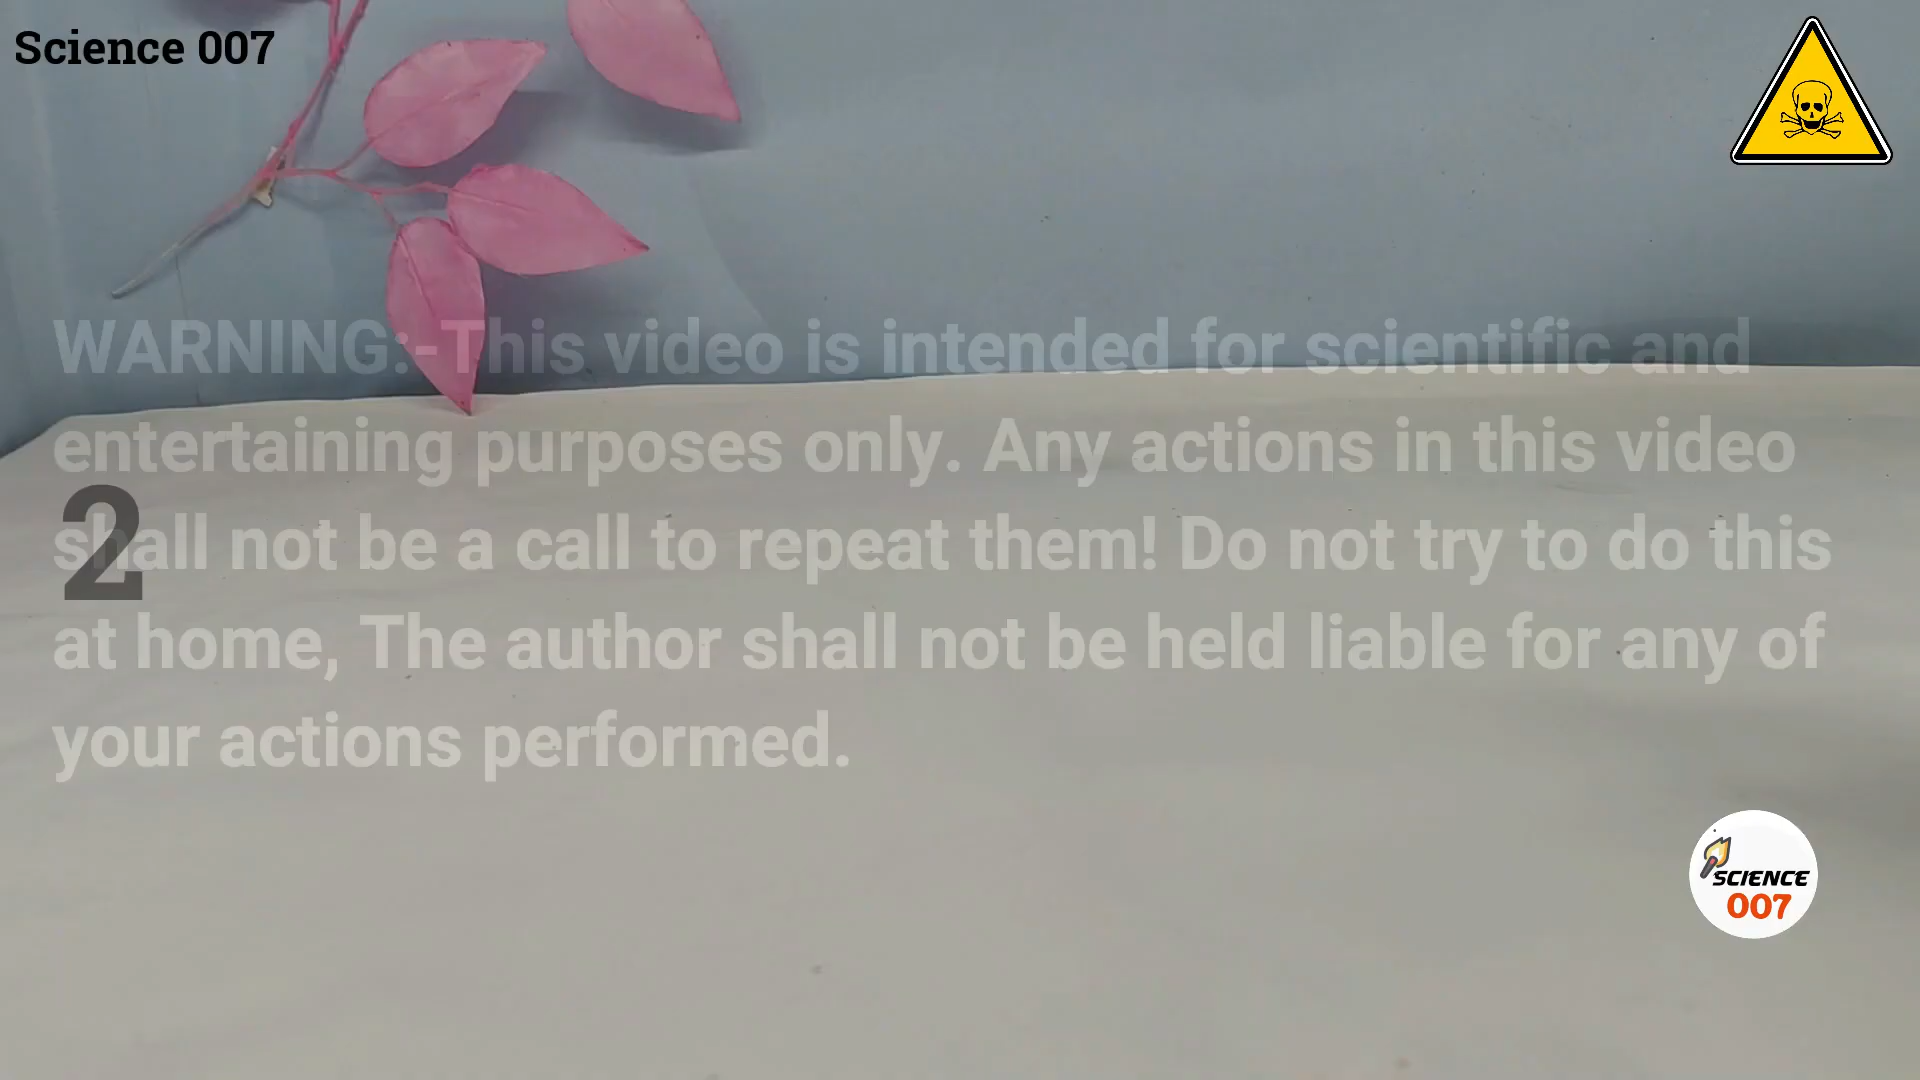 Science 007
WARNING:-This video is intended for scientific and
entertaining purposes only. Any actions in this video
2
shall not be a call to repeat them! Do not try to do this
at home, The author shall not be held liable for any of
your actions performed.
SCIENCE
007